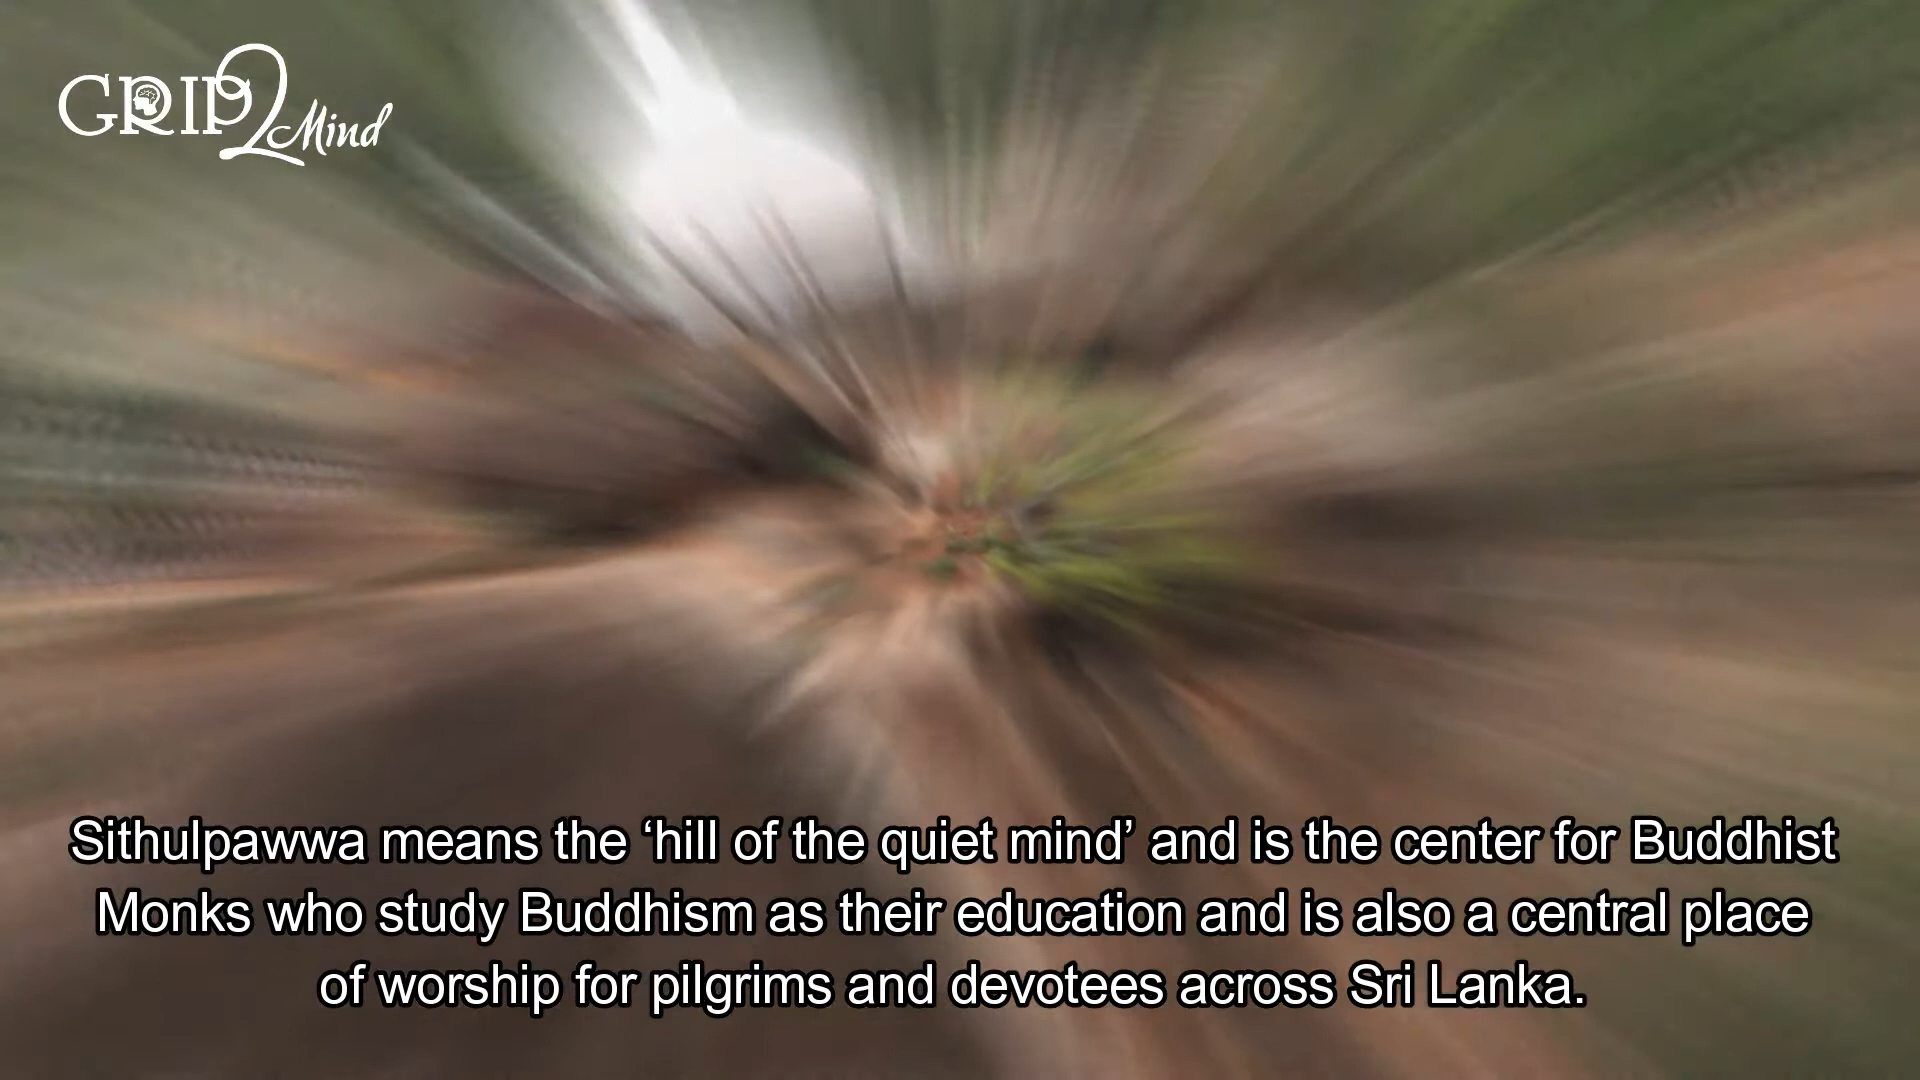 GRIP2Mind
Sithulpawwa means the ‘hill of the quiet mind’ and is the center for Buddhist
Monks who study Buddhism as their education and is also a central place
of worship for pilgrims and devotees across Sri Lanka.